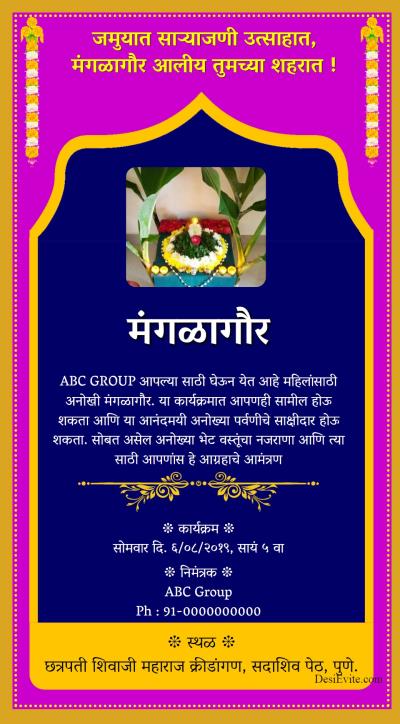 जमुयात साऱ्याजणी उत्साहात,
मंगळागौर आलीय तुमच्या शहरात !
मंगळागौर
ABC GROUP आपल्या साठी घेऊन येत आहे महिलांसाठी
अनोखी मंगळागौर. या कार्यक्रमात आपणही सामील होऊ
शकता आणि या आनंदमयी अनोख्या पर्वणीचे साक्षीदार होऊ
शकता. सोबत असेल अनोख्या भेट वस्तूंचा नजराणा आणि त्या
साठी आपणांस हे आग्रहाचे आमंत्रण
❊ कार्यक्रम ❊
सोमवार दि. ६/०८/२०१९, सायं ५ वा
❊ निमंत्रक ❊
ABC Group
Ph : 91-0000000000
❊ स्थळ ❊
छत्रपती शिवाजी महाराज क्रीडांगण, सदाशिव पेठ, पुणे.
DesiEvite.com